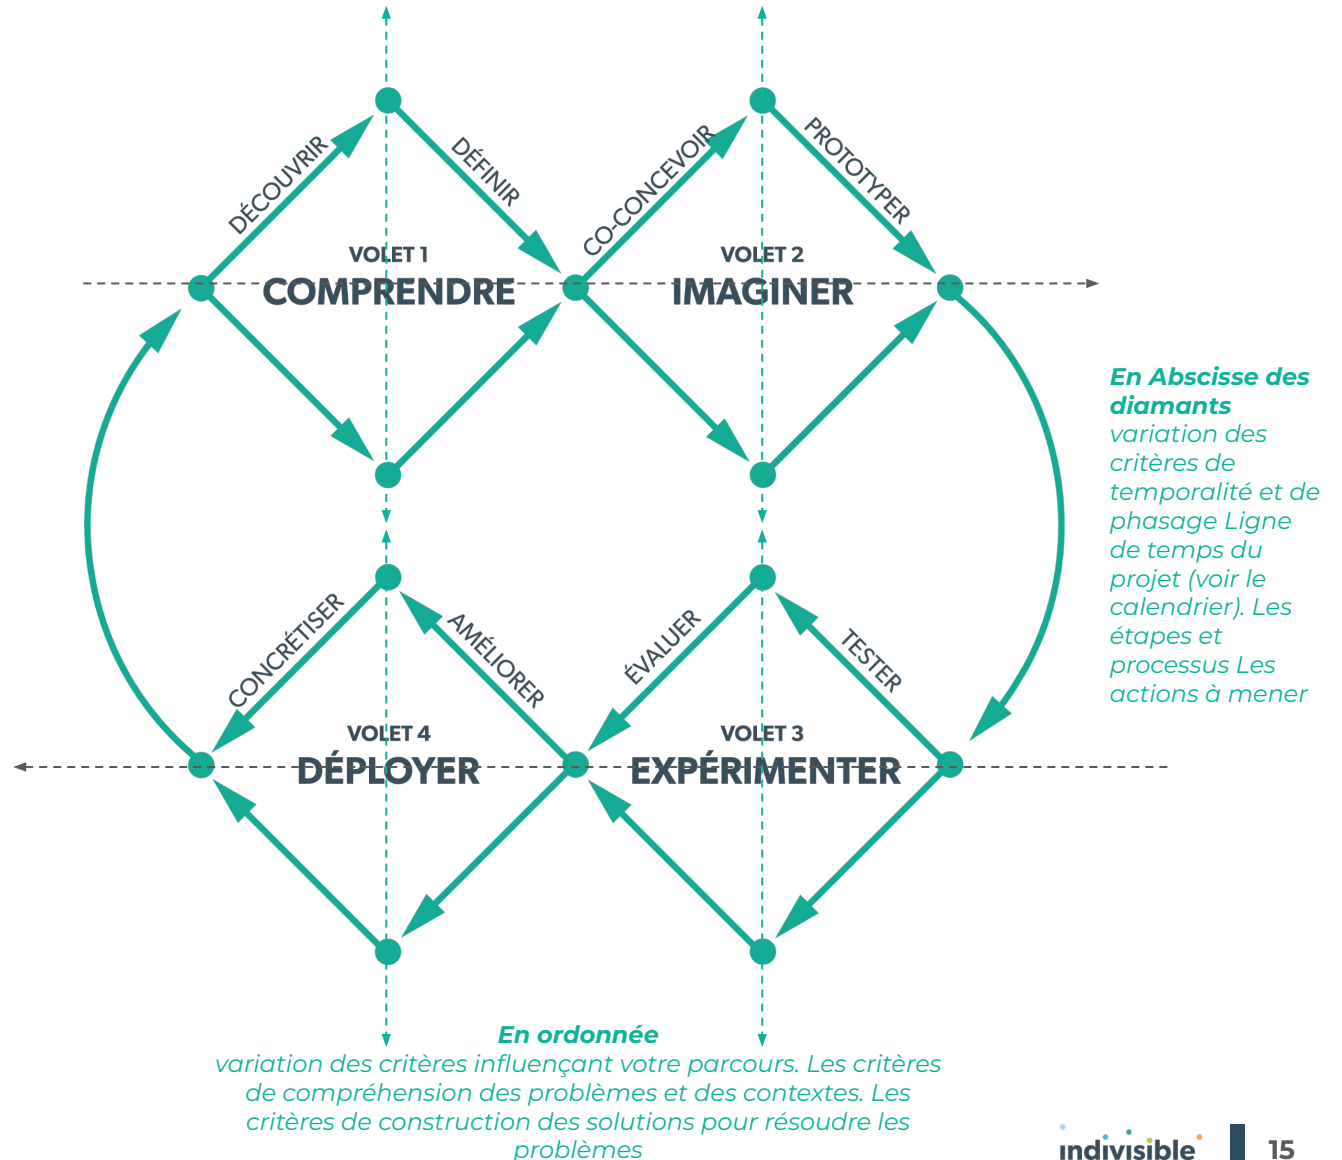 DÉCOUVRIR
DÉFINIR
CO-CONCEVOIR
PROTOTYPER
VOLET 1
COMPRENDRE
VOLET 2
IMAGINER
En Abscisse des
diamants
variation des
critères de
temporalité et de
phasage Ligne
de temps du
projet (voir le
calendrier). Les
étapes et
processus Les
actions à mener
CONCRÉTISER
AMÉLIORER
ÉVALUER
TESTER
VOLET 4
DÉPLOYER
VOLET 3
EXPÉRIMENTER
En ordonnée
variation des critères influençant votre parcours. Les critères
de compréhension des problèmes et des contextes. Les
critères de construction des solutions pour résoudre les
problèmes
indivisible
15